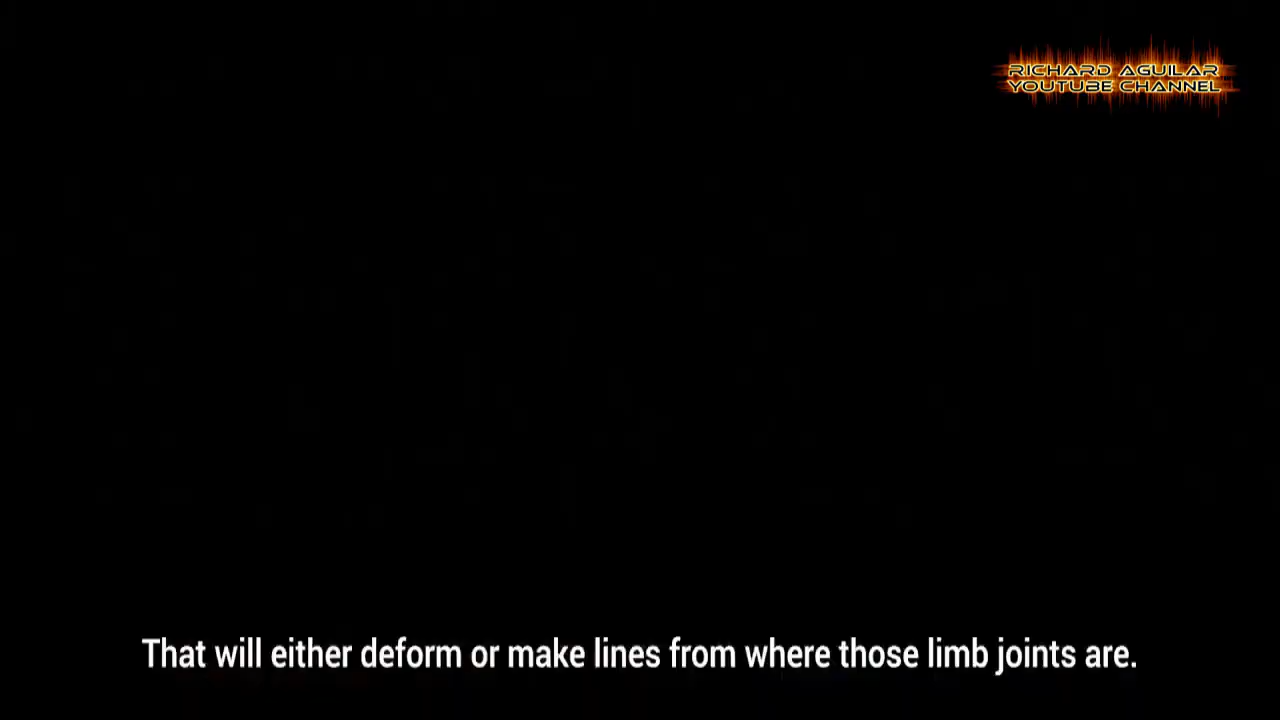 RICHARD AGUILAR
YOUTUBE CHANNEL
That will either deform or make lines from where those limb joints are.